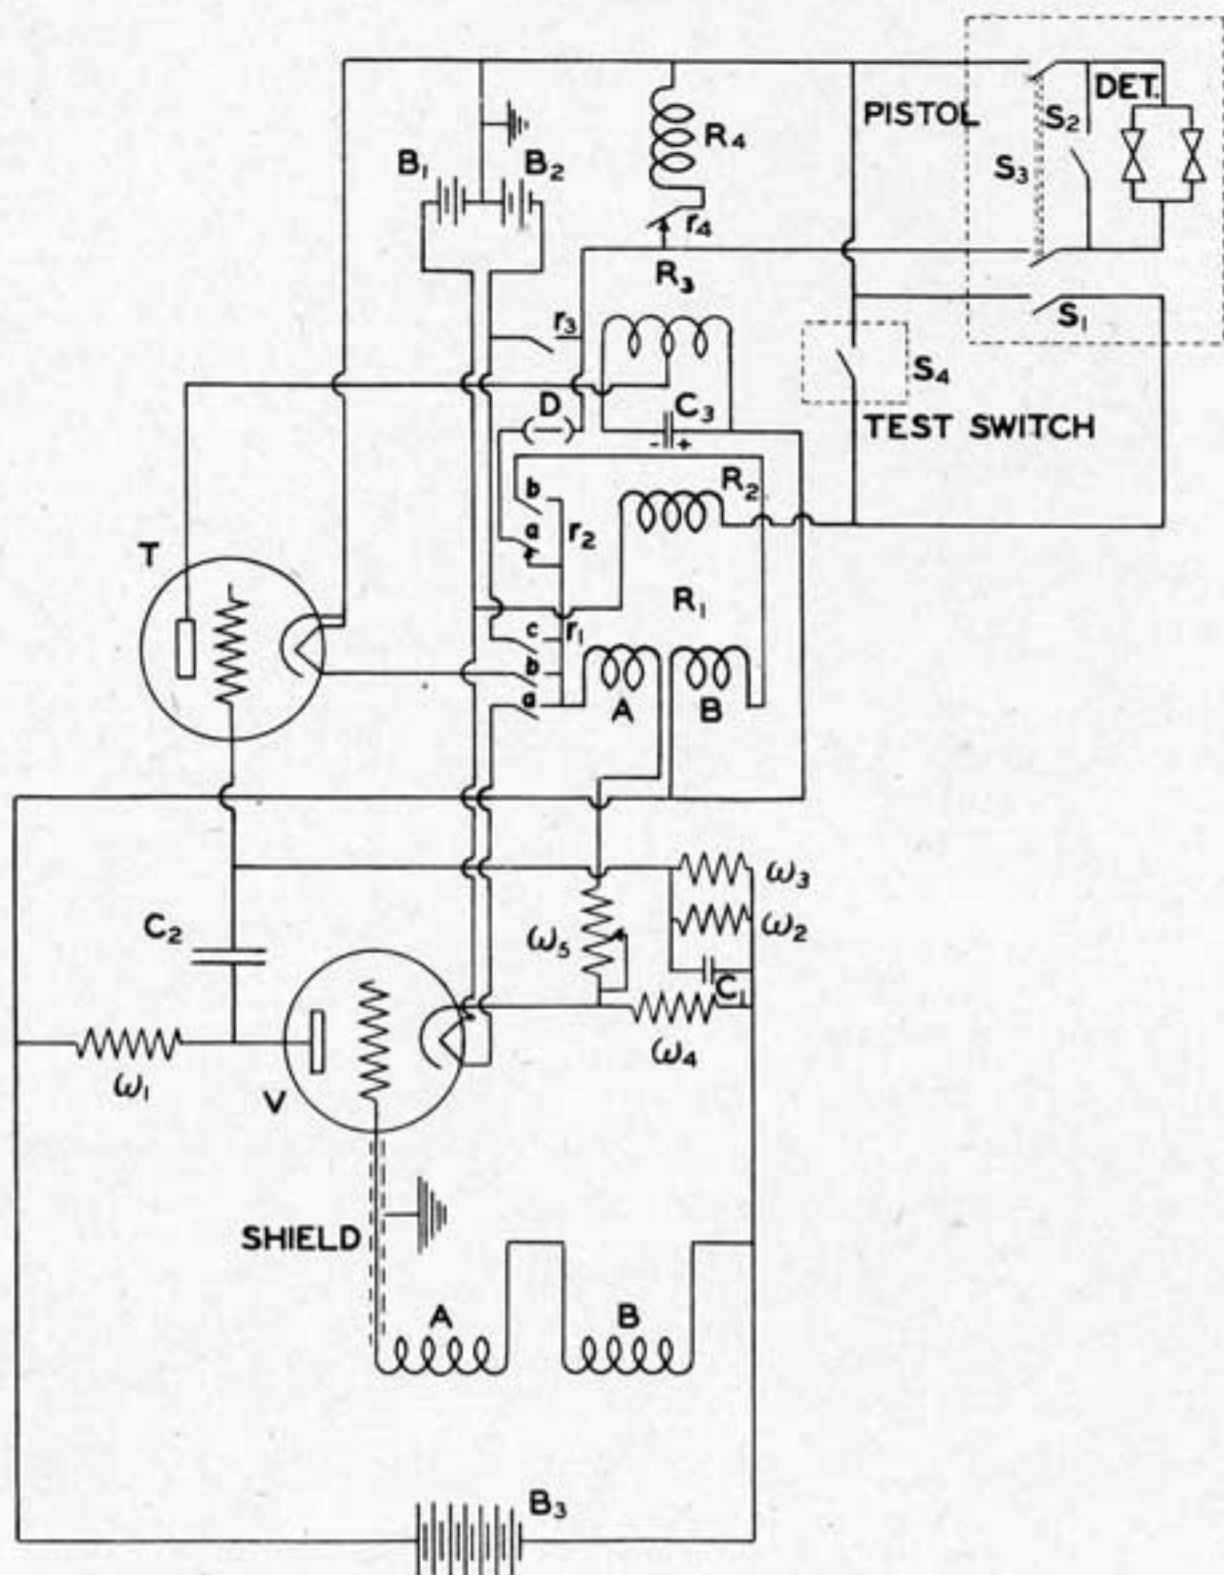 PISTOL
DET.
S2
S3
R4
B1
B2
r4
R3
S1
r3
S4
D
C3
- +
TEST SWITCH
b
R2
a
r2
T
R1
c
r1
b
a
A
B
ω3
C2
ω2
ω5
C1
ω4
ω1
V
SHIELD
A
B
B3